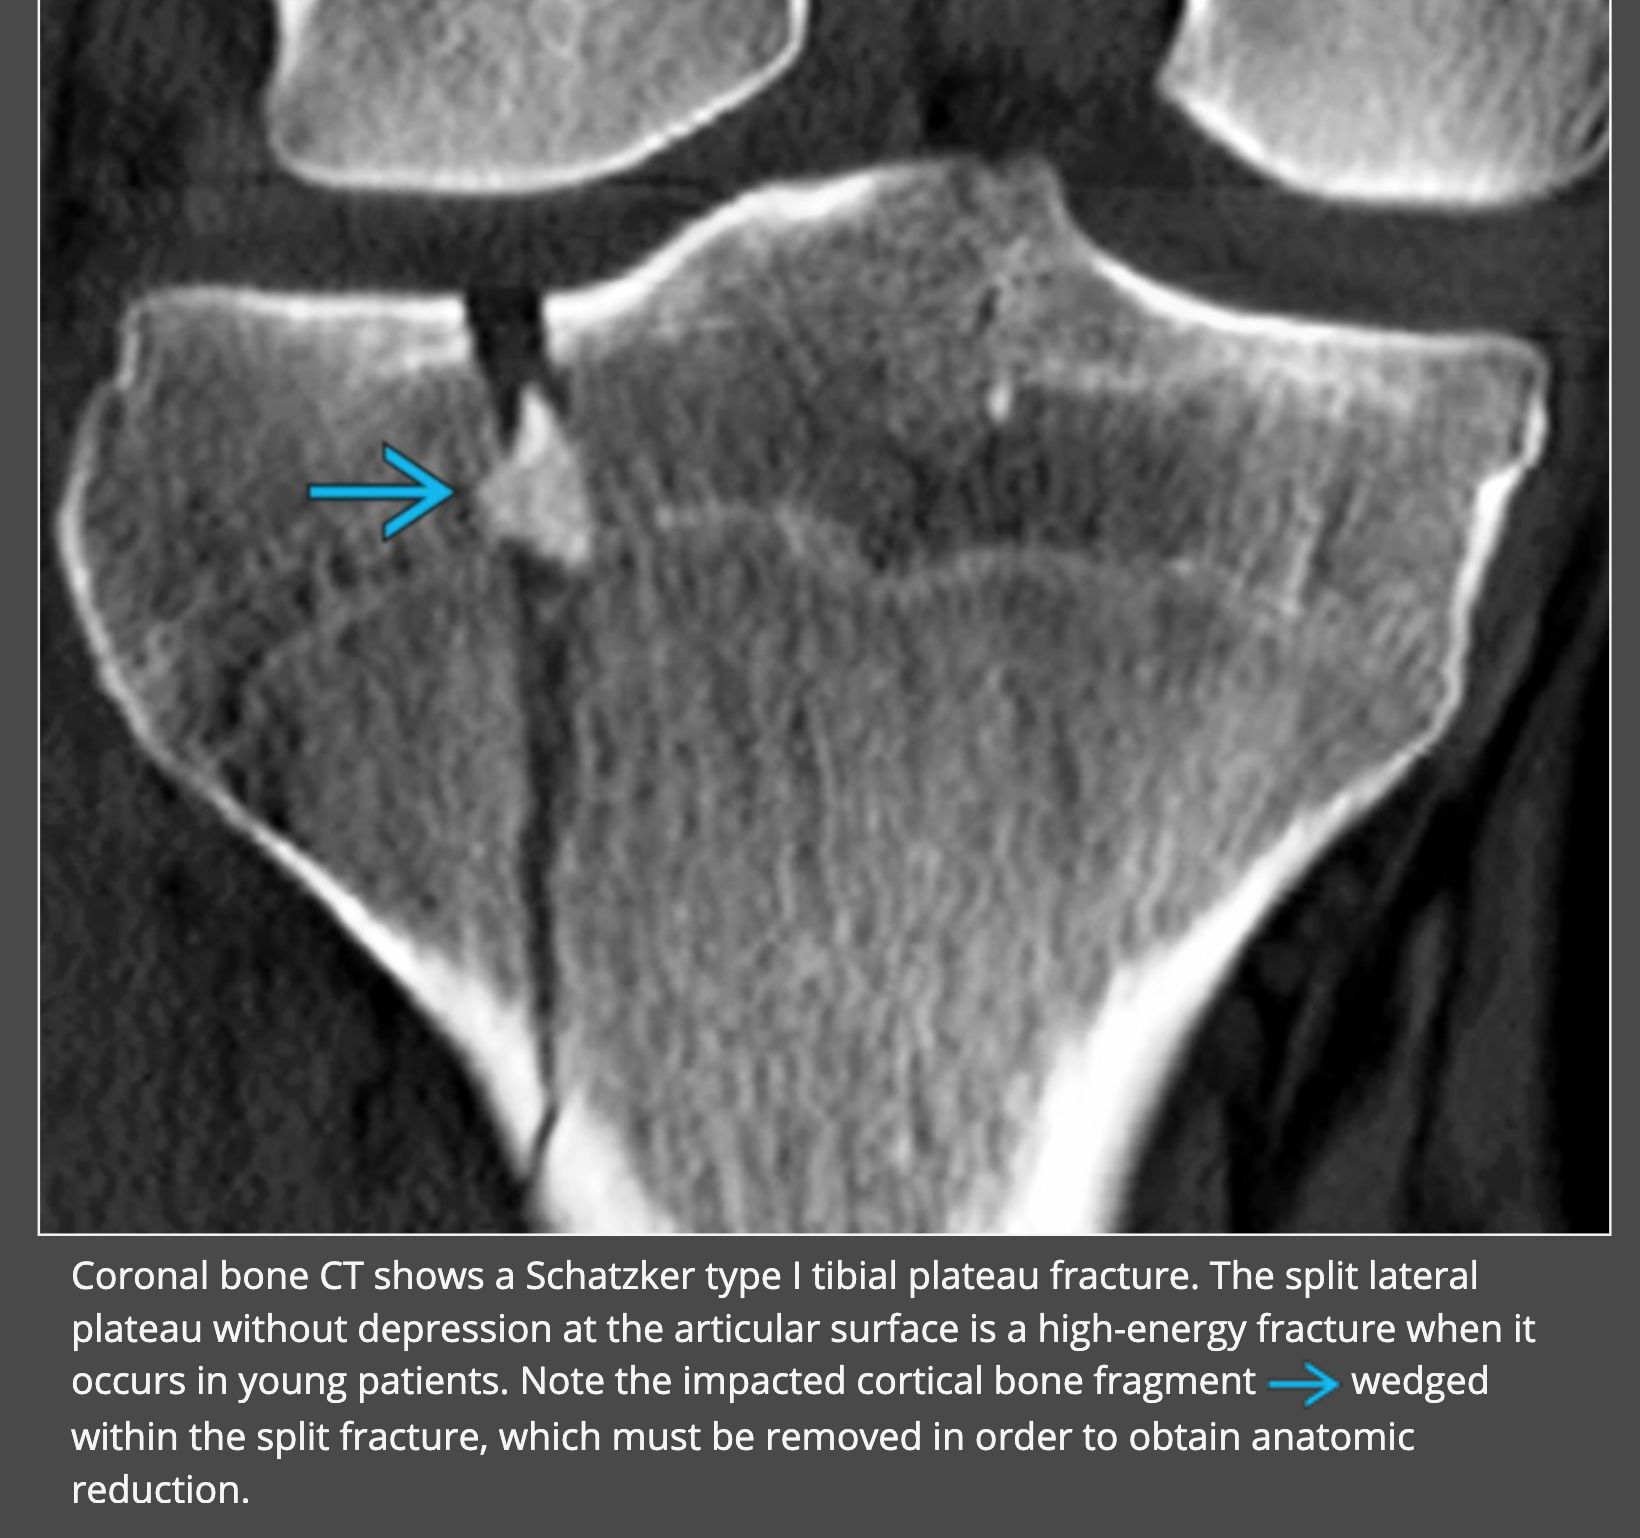 Coronal bone CT shows a Schatzker type I tibial plateau fracture. The split lateral
plateau without depression at the articular surface is a high-energy fracture when it
occurs in young patients. Note the impacted cortical bone fragment → wedged
within the split fracture, which must be removed in order to obtain anatomic
reduction.